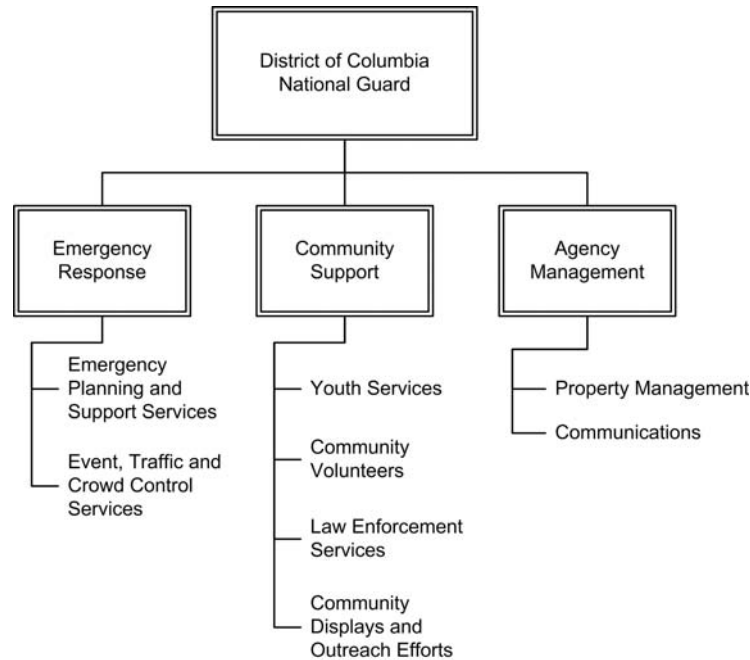 District of Columbia
National Guard
Emergency
Response
Community
Support
Agency
Management
Emergency
Planning and
Support Services
Event, Traffic and
Crowd Control
Services
Youth Services
Community
Volunteers
Law Enforcement
Services
Community
Displays and
Outreach Efforts
Property Management
Communications